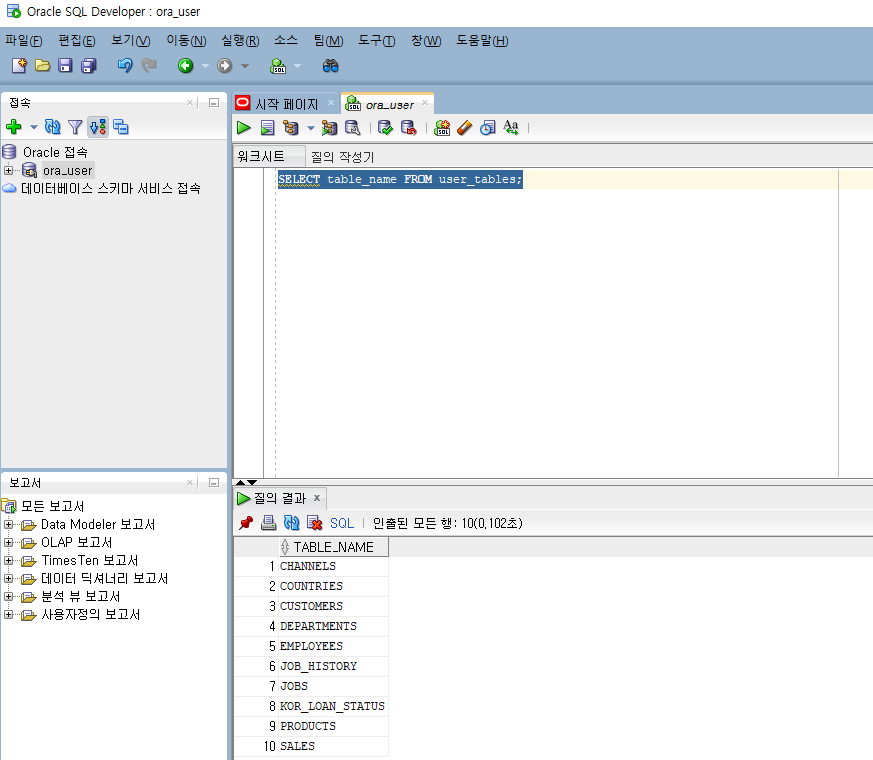 Oracle SQL Developer : ora_user
파일(F) 편집(E) 보기(V) 이동(N) 실행(R) 소스 팀(M) 도구(T) 창(W) 도움말(H)
접속
Oracle 접속
ora_user
데이터베이스 스키마 서비스 접속
보고서
모든 보고서
Data Modeler 보고서
OLAP 보고서
TimesTen 보고서
데이터 딕셔너리 보고서
분석 뷰 보고서
사용자정의 보고서
시작 페이지 ora_user
워크시트 질의 작성기
SELECT table_name FROM user_tables;
질의 결과
SQL 인출된 모든 행: 10(0,102초)
TABLE_NAME
1 CHANNELS
2 COUNTRIES
3 CUSTOMERS
4 DEPARTMENTS
5 EMPLOYEES
6 JOB_HISTORY
7 JOBS
8 KOR_LOAN_STATUS
9 PRODUCTS
10 SALES